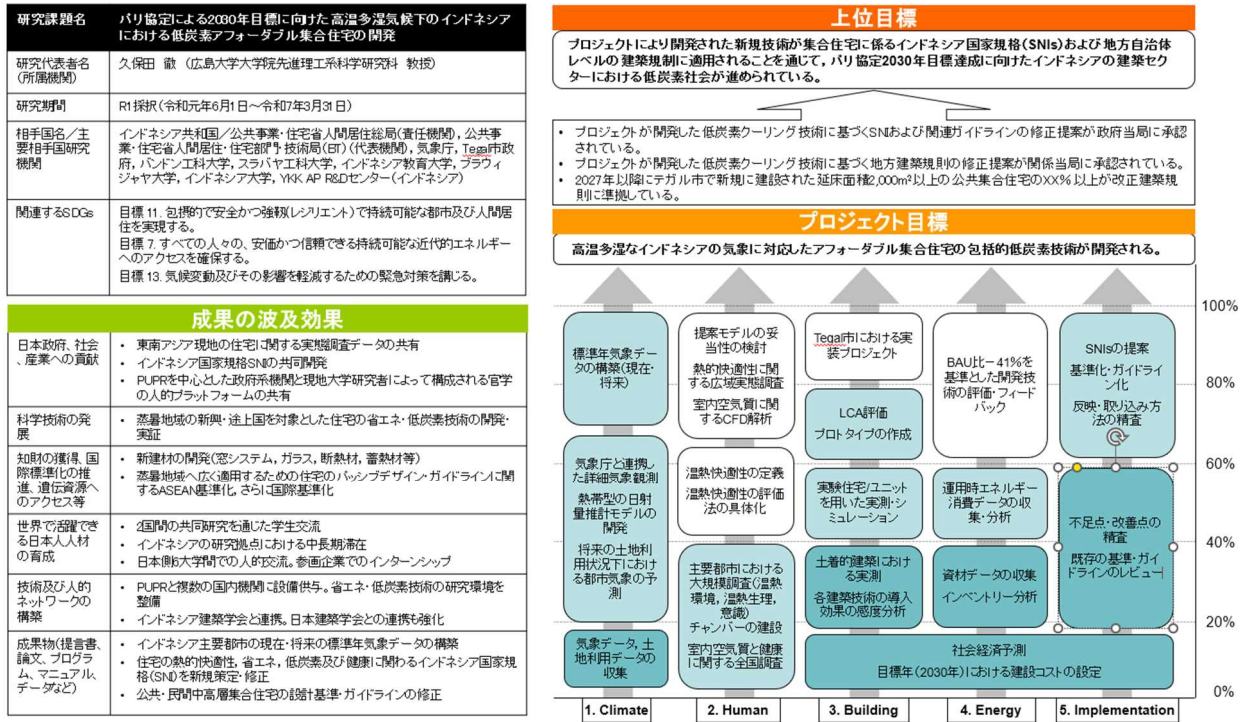 研究課題名
パリ協定による2030年目標に向けた高温多湿気候下のインドネシア
における低炭素アフォーダブル集合住宅の開発
研究代表者名
(所属機関)
久保田 徹 (広島大学大学院先進理工系科学研究科 教授)
研究期間
R1採択(令和元年6月1日～令和7年3月31日)
相手国名/主
要相手国研究
機関
インドネシア共和国/公共事業・住宅省人間居住総局(責任機関), 公共事
業・住宅省人間居住・住宅部門・技術局(BT) (代表機関), 気象庁, Tegal市政
府, バンドン工科大学, スラバヤ工科大学, インドネシア教育大学, ブラウィ
ジャヤ大学, インドネシア大学, YKK AP R&Dセンター(インドネシア)
関連するSDGs
目標 11. 包摂的で安全かつ強靱(レジリエント)で持続可能な都市及び人間居
住を実現する。
目標 7. すべての人々の, 安価かつ信頼できる持続可能な近代的エネルギー
へのアクセスを確保する。
目標 13. 気候変動及びその影響を軽減するための緊急対策を講じる。
成果の波及効果
日本政府、社会
、産業への貢献
• 東南アジア現地の住宅に関する実態調査データの共有
• インドネシア国家規格SNIの共同開発
• PUPRを中心とした政府系機関と現地大学研究者によって構成される官学
の人的プラットフォームの共有
科学技術の発
展
• 蒸暑地域の新興・途上国を対象とした住宅の省エネ・低炭素技術の開発・
実証
知財の獲得、国
際標準化の推
進、遺伝資源へ
のアクセス等
• 新建材の開発(窓システム, ガラス, 断熱材, 蓄熱材等)
• 蒸暑地域へ広く適用するための住宅のパッシブデザイン・ガイドラインに関
するASEAN基準化, さらに国際基準化
世界で活躍でき
る日本人人材
の育成
• 2国間の共同研究を通じた学生交流
• インドネシアの研究拠点における中長期滞在
• 日本側6大学間での人的交流。参画企業でのインターンシップ
技術及び人的
ネットワークの
構築
• PUPRと複数の国内機関に設備供与。省エネ・低炭素技術の研究環境を
整備
• インドネシア建築学会と連携。日本建築学会との連携も強化
成果物(提言書、
論文、プログラ
ム、マニュアル、
データなど)
• インドネシア主要都市の現在・将来の標準年気象データの構築
• 住宅の熱的快適性, 省エネ, 低炭素及び健康に関わるインドネシア国家規
格(SNI)を新規策定・修正
• 公共・民間中高層集合住宅の設計基準・ガイドラインの修正
上位目標
プロジェクトにより開発された新規技術が集合住宅に係るインドネシア国家規格(SNIs)および地方自治体
レベルの建築規制に適用されることを通じて, パリ協定2030年目標達成に向けたインドネシアの建築セク
ターにおける低炭素社会が進められている。
• プロジェクトが開発した低炭素クーリング技術に基づくSNIおよび関連ガイドラインの修正提案が政府当局に承認
されている。
• プロジェクトが開発した低炭素クーリング技術に基づく地方建築規則の修正提案が関係当局に承認されている。
• 2027年以降にテガル市で新規に建設された延床面積2,000m²以上の公共集合住宅のXX%以上が改正建築規
則に準拠している。
プロジェクト目標
高温多湿なインドネシアの気象に対応したアフォーダブル集合住宅の包括的低炭素技術が開発される。
100%
80%
60%
40%
20%
0%
標準年気象デー
タの構築(現在・
将来)
気象庁と連携し
た詳細気象観測
熱帯型の日射
量推計モデルの
開発
将来の土地利
用状況下におけ
る都市気象の予
測
気象データ, 土
地利用データの
収集
1. Climate
提案モデルの妥
当性の検討
熱的快適性に関
する広域実態調査
室内空気質に関
するCFD解析
温熱快適性の定義
温熱快適性の評価
法の具体化
主要都市における
大規模調査(温熱
環境, 温熱生理,
意識)
チャンバーの建設
室内空気質と健康
に関する全国調査
2. Human
Tegal市における実
装プロジェクト
LCA評価
プロトタイプの作成
実験住宅/ユニット
を用いた実測・シ
ミュレーション
土着的建築におけ
る実測
各建築技術の導入
効果の感度分析
3. Building
BAU比－41%を
基準とした開発技
術の評価・フィード
バック
運用時エネルギー
消費データの収
集・分析
資材データの収集
インベントリー分析
4. Energy
SNIsの提案
基準化・ガイドラ
イン化
反映・取り込み方
法の精査
不足点・改善点の
精査
既存の基準・ガイ
ドラインのレビュー
5. Implementation
社会経済予測
目標年(2030年)における建設コストの設定